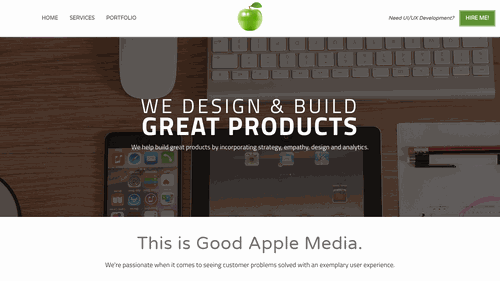 HOME SERVICES PORTFOLIO Need UI/UX Development? HIRE ME!
WE DESIGN & BUILD
GREAT PRODUCTS
We help build great products by incorporating strategy, empathy, design and analytics.
This is Good Apple Media.
We're passionate when it comes to seeing customer problems solved with an exemplary user experience.